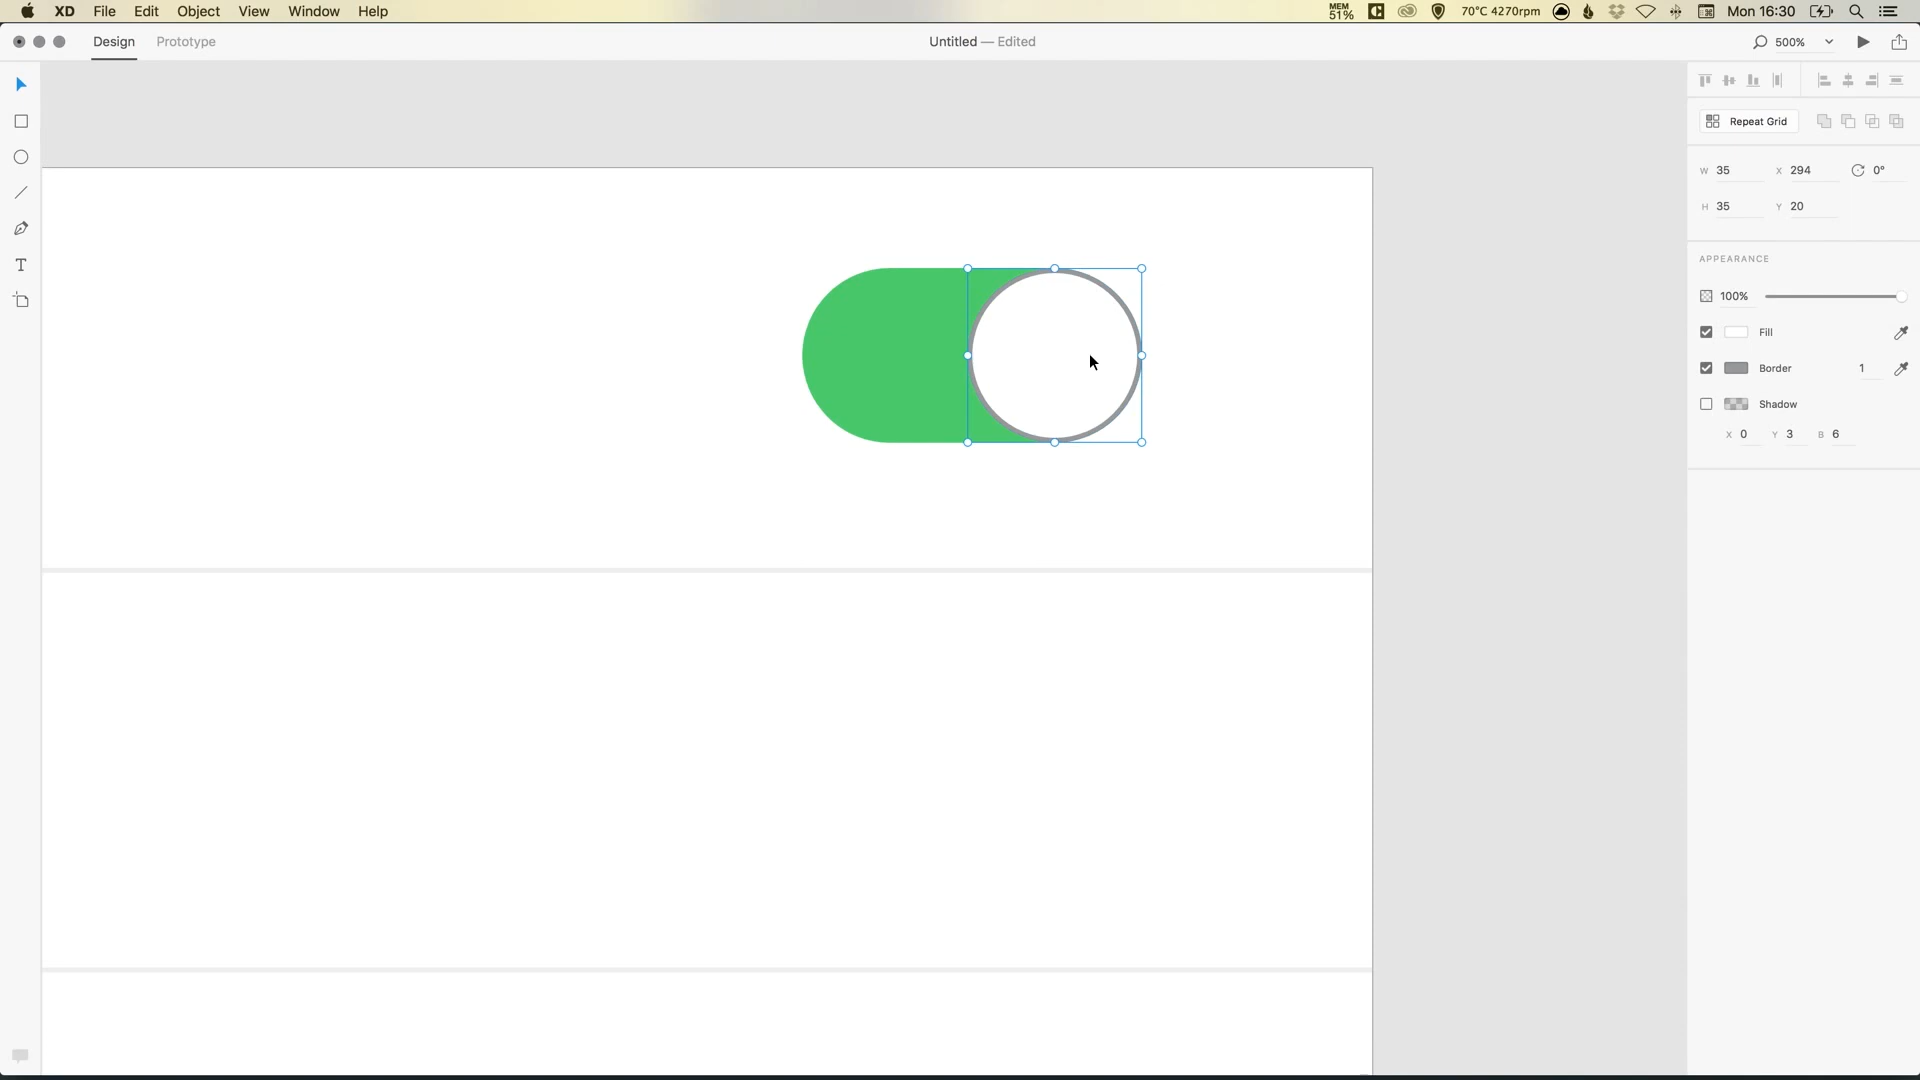 XD File Edit Object View Window Help MEM 51% 70°C 4270rpm Mon 16:30
Design Prototype Untitled — Edited 500%
Repeat Grid
W 35 X 294 0°
H 35 Y 20
APPEARANCE
100%
Fill
Border 1
Shadow
X 0 Y 3 B 6
T